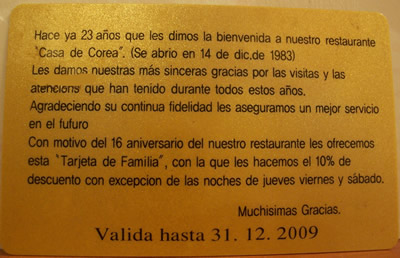 Hace ya 23 años que les dimos la bienvenida a nuestro restaurante
"Casa de Corea". (Se abrio en 14 de dic.de 1983)
Les damos nuestras más sinceras gracias por las visitas y las
atencions que han tenido durante todos estos años.
Agradeciendo su continua fidelidad les aseguramos un mejor servicio
en el futuro
Con motivo del 16 aniversario del nuestro restaurante les ofrecemos
esta "Tarjeta de Familia", con la que les hacemos el 10% de
descuento con excepcion de las noches de jueves viernes y sábado.
Muchisimas Gracias.
Valida hasta 31. 12. 2009